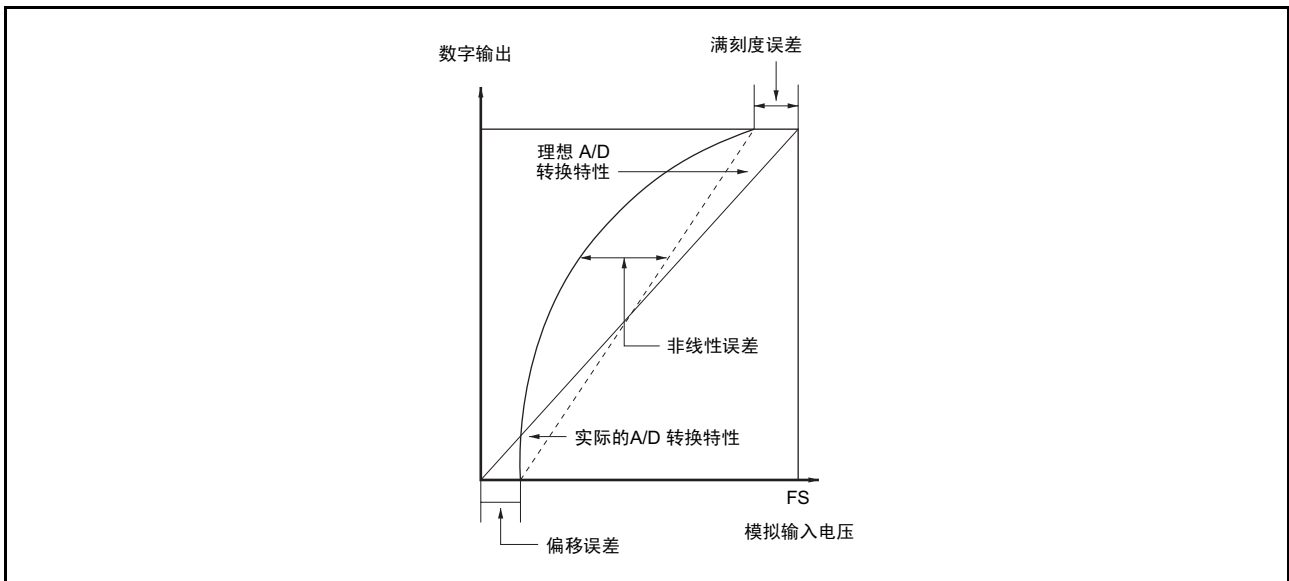 满刻度误差
数字输出
理想 A/D
转换特性
非线性误差
实际的A/D 转换特性
FS
模拟输入电压
偏移误差